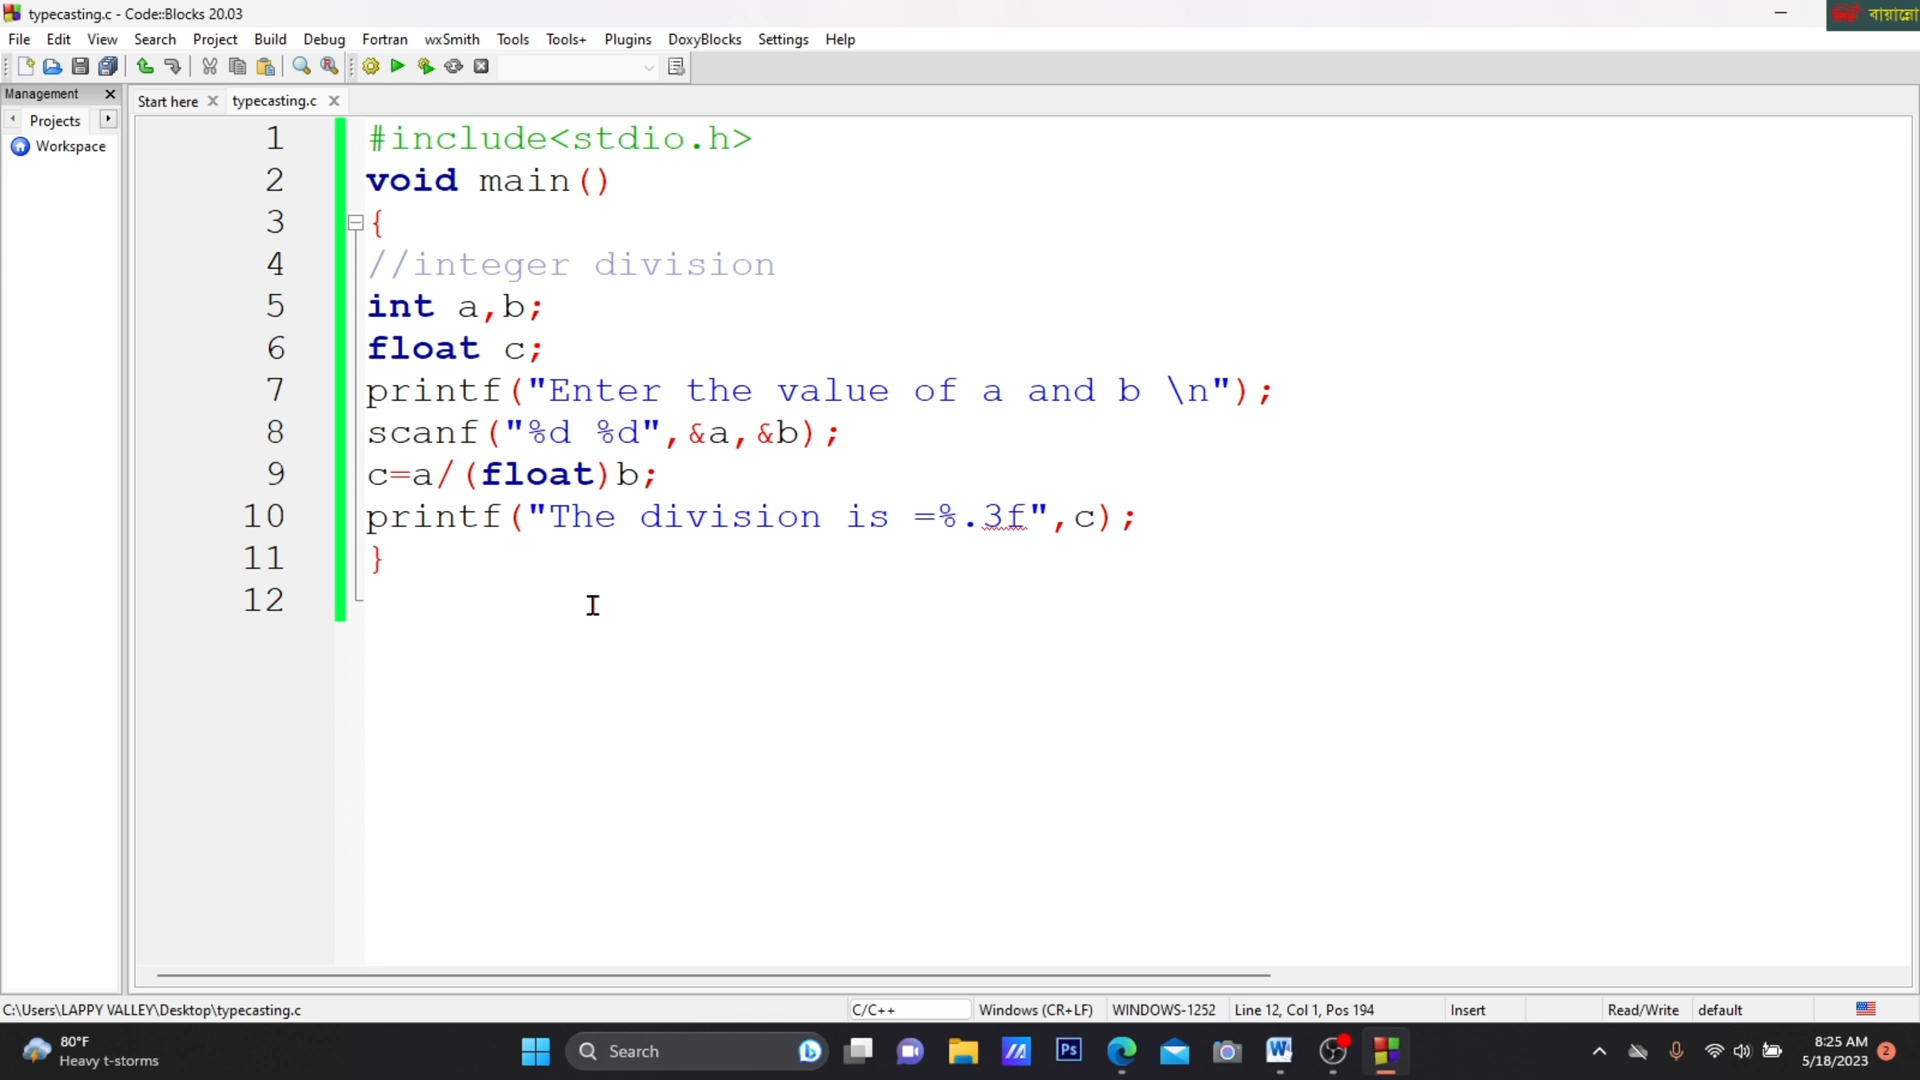 typecasting.c - Code::Blocks 20.03
বায়ান্নো
File Edit View Search Project Build Debug Fortran wxSmith Tools Tools+ Plugins DoxyBlocks Settings Help
Management
Start here typecasting.c
Projects
Workspace
1 #include<stdio.h>
2 void main()
3 {
4 //integer division
5 int a,b;
6 float c;
7 printf("Enter the value of a and b \n");
8 scanf("%d %d",&a,&b);
9 c=a/(float)b;
10 printf("The division is =%.3f",c);
11 }
12
C:\Users\LAPPY VALLEY\Desktop\typecasting.c C/C++ Windows (CR+LF) WINDOWS-1252 Line 12, Col 1, Pos 194 Insert Read/Write default
80°F
Heavy t-storms
Search
Ps
W
8:25 AM
5/18/2023
2